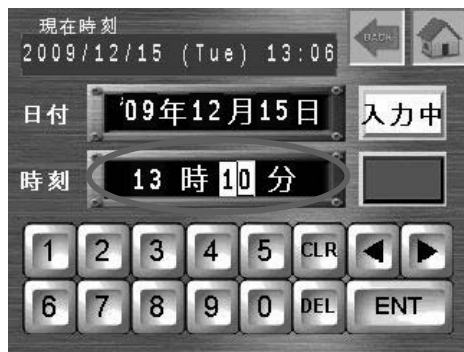 現在時刻
BACK
2009/12/15 (Tue) 13:06
日付 '09年12月15日 入力中
時刻 13 時 10 分
1 2 3 4 5 CLR ◀ ▶
6 7 8 9 0 DEL ENT